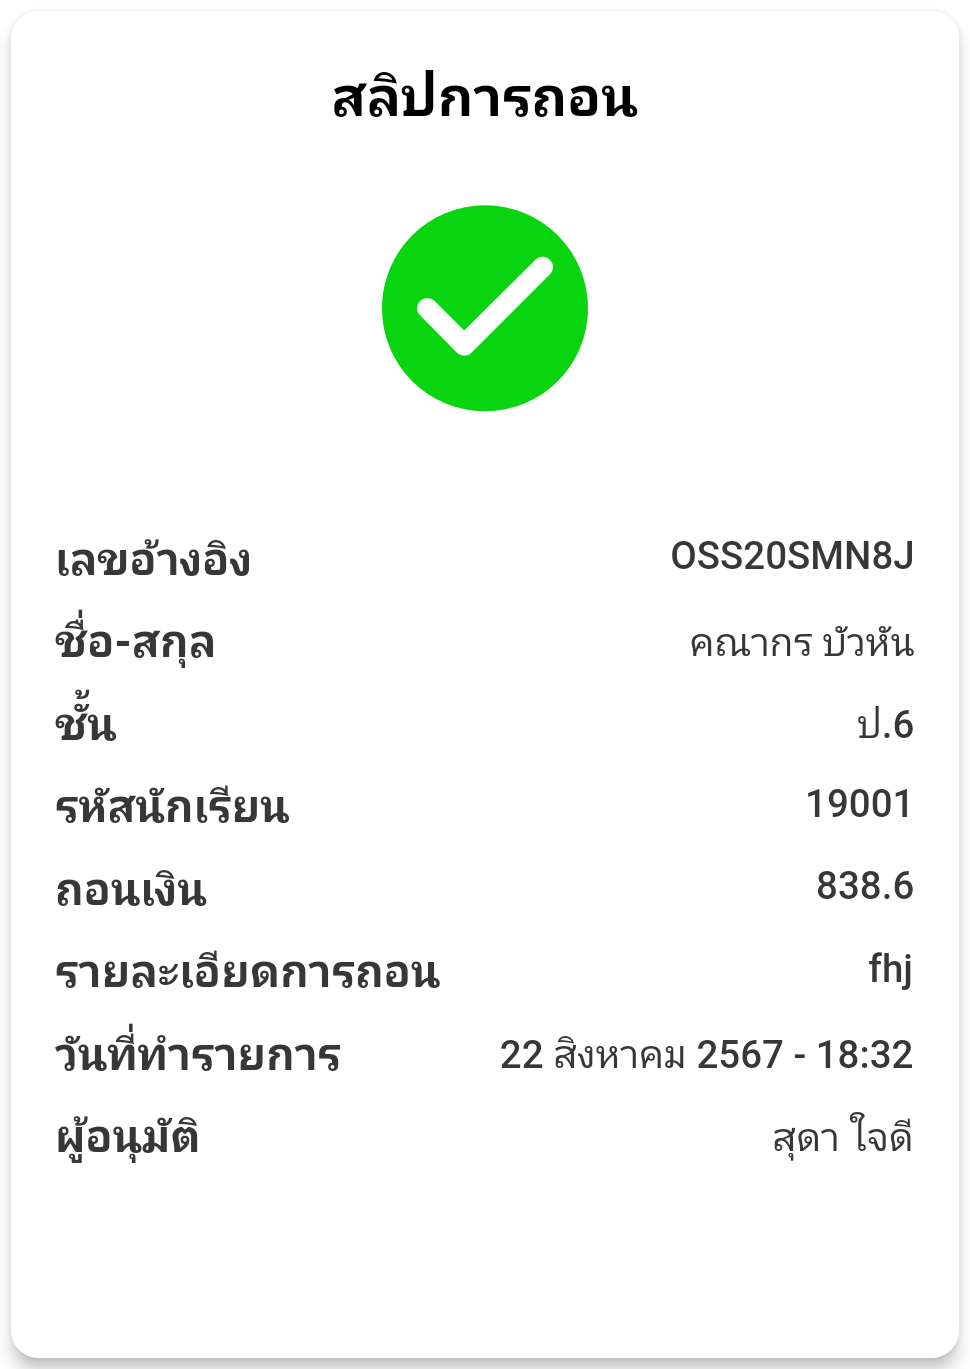 สลิปการถอน
เลขอ้างอิง OSS20SMN8J
ชื่อ-สกุล คณากร บัวหัน
ชั้น ป.6
รหัสนักเรียน 19001
ถอนเงิน 838.6
รายละเอียดการถอน fhj
วันที่ทำรายการ 22 สิงหาคม 2567 - 18:32
ผู้อนุมัติ สุดา ใจดี